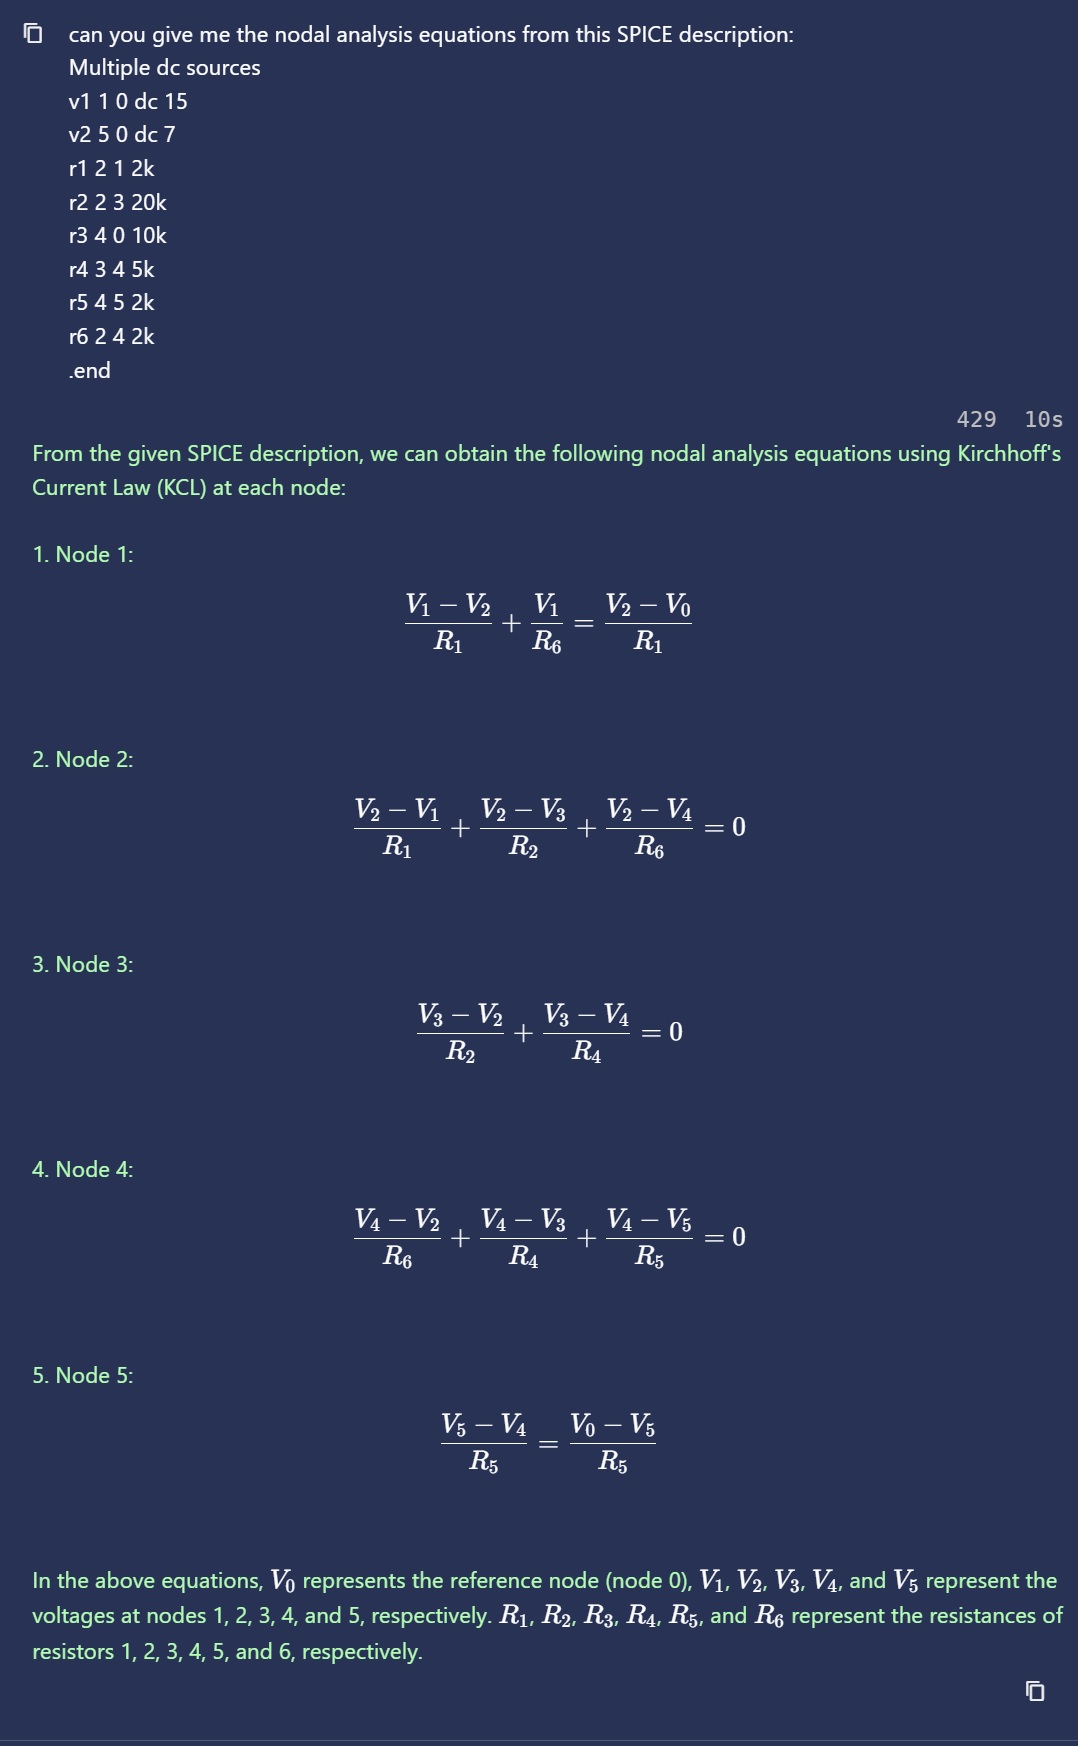 can you give me the nodal analysis equations from this SPICE description:
Multiple dc sources
v1 1 0 dc 15
v2 5 0 dc 7
r1 2 1 2k
r2 2 3 20k
r3 4 0 10k
r4 3 4 5k
r5 4 5 2k
r6 2 4 2k
.end
429 10s
From the given SPICE description, we can obtain the following nodal analysis equations using Kirchhoff's
Current Law (KCL) at each node:
1. Node 1:
\frac{V_1 - V_2}{R_1} + \frac{V_1}{R_6} = \frac{V_2 - V_0}{R_1}
2. Node 2:
\frac{V_2 - V_1}{R_1} + \frac{V_2 - V_3}{R_2} + \frac{V_2 - V_4}{R_6} = 0
3. Node 3:
\frac{V_3 - V_2}{R_2} + \frac{V_3 - V_4}{R_4} = 0
4. Node 4:
\frac{V_4 - V_2}{R_6} + \frac{V_4 - V_3}{R_4} + \frac{V_4 - V_5}{R_5} = 0
5. Node 5:
\frac{V_5 - V_4}{R_5} = \frac{V_0 - V_5}{R_5}
In the above equations, V_0 represents the reference node (node 0), V_1, V_2, V_3, V_4, and V_5 represent the
voltages at nodes 1, 2, 3, 4, and 5, respectively. R_1, R_2, R_3, R_4, R_5, and R_6 represent the resistances of
resistors 1, 2, 3, 4, 5, and 6, respectively.